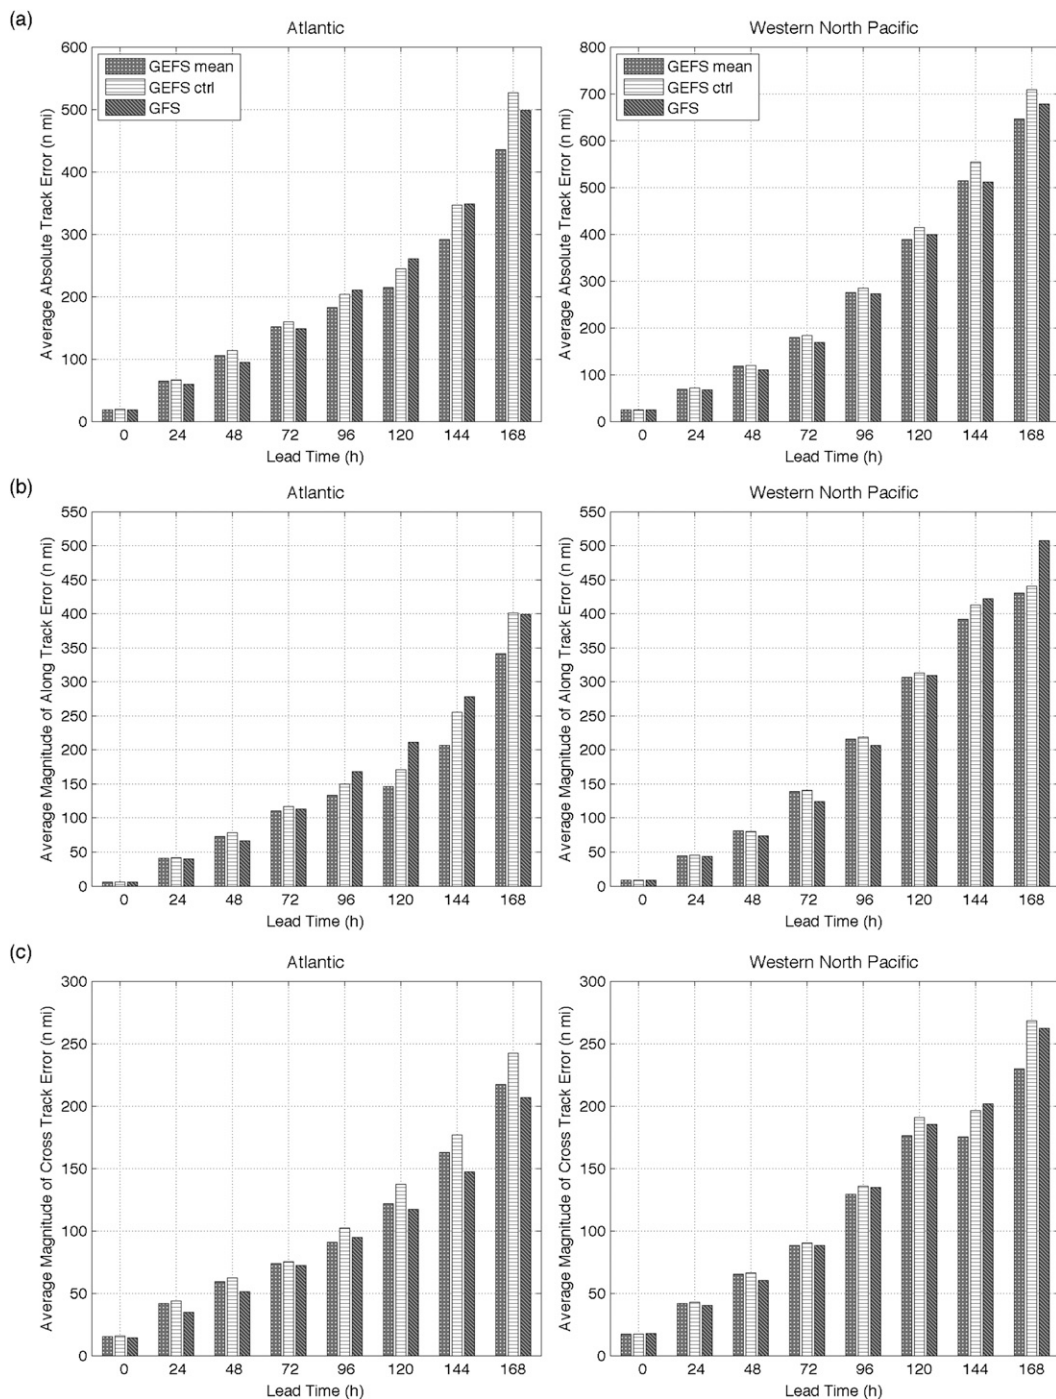 (a)
Atlantic
600
500
400
300
200
100
0
Average Absolute Track Error (n mi)
GEFS mean
GEFS ctrl
GFS
0 24 48 72 96 120 144 168
Lead Time (h)
Western North Pacific
800
700
600
500
400
300
200
100
0
Average Absolute Track Error (n mi)
GEFS mean
GEFS ctrl
GFS
0 24 48 72 96 120 144 168
Lead Time (h)
(b)
Atlantic
550
500
450
400
350
300
250
200
150
100
50
0
Average Magnitude of Along Track Error (n mi)
0 24 48 72 96 120 144 168
Lead Time (h)
Western North Pacific
550
500
450
400
350
300
250
200
150
100
50
0
Average Magnitude of Along Track Error (n mi)
0 24 48 72 96 120 144 168
Lead Time (h)
(c)
Atlantic
300
250
200
150
100
50
0
Average Magnitude of Cross Track Error (n mi)
0 24 48 72 96 120 144 168
Lead Time (h)
Western North Pacific
300
250
200
150
100
50
0
Average Magnitude of Cross Track Error (n mi)
0 24 48 72 96 120 144 168
Lead Time (h)